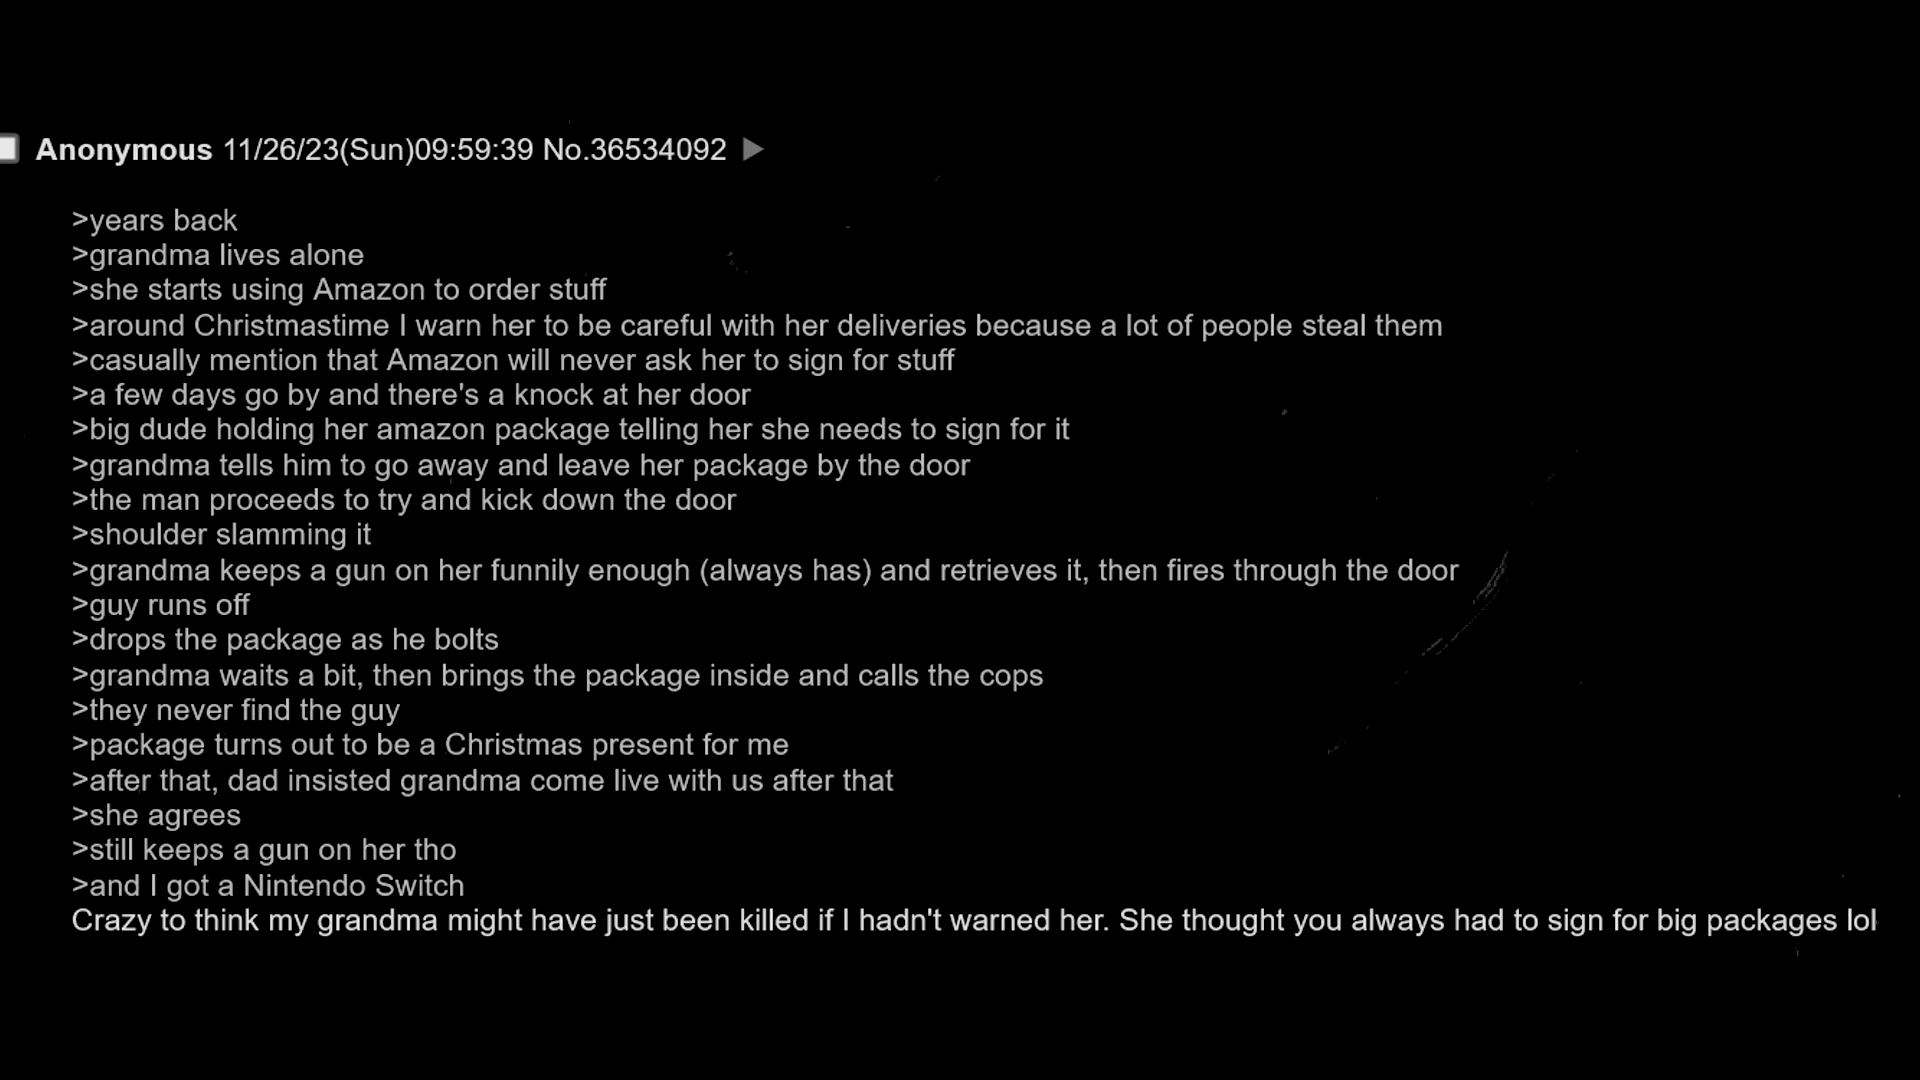 Anonymous 11/26/23(Sun)09:59:39 No.36534092 ▶
>years back
>grandma lives alone
>she starts using Amazon to order stuff
>around Christmastime I warn her to be careful with her deliveries because a lot of people steal them
>casually mention that Amazon will never ask her to sign for stuff
>a few days go by and there's a knock at her door
>big dude holding her amazon package telling her she needs to sign for it
>grandma tells him to go away and leave her package by the door
>the man proceeds to try and kick down the door
>shoulder slamming it
>grandma keeps a gun on her funnily enough (always has) and retrieves it, then fires through the door
>guy runs off
>drops the package as he bolts
>grandma waits a bit, then brings the package inside and calls the cops
>they never find the guy
>package turns out to be a Christmas present for me
>after that, dad insisted grandma come live with us after that
>she agrees
>still keeps a gun on her tho
>and I got a Nintendo Switch
Crazy to think my grandma might have just been killed if I hadn't warned her. She thought you always had to sign for big packages lol